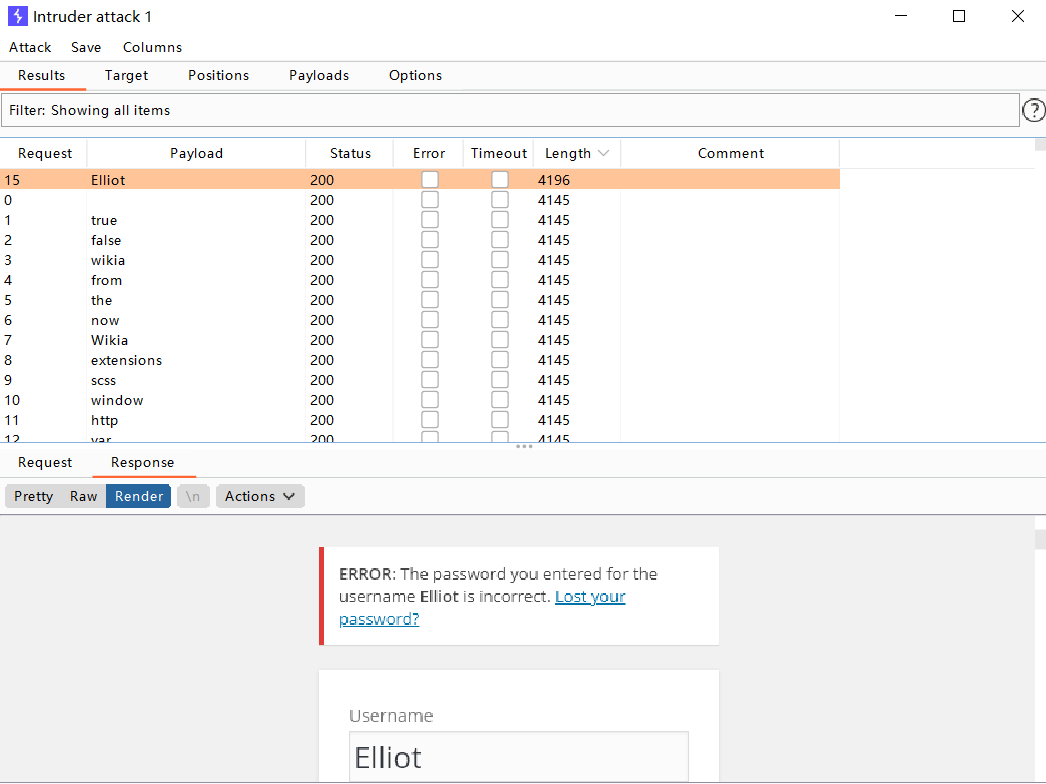 Intruder attack 1
Attack Save Columns
Results Target Positions Payloads Options
Filter: Showing all items
?
Request Payload Status Error Timeout Length Comment
15 Elliot 200 4196
0 200 4145
1 true 200 4145
2 false 200 4145
3 wikia 200 4145
4 from 200 4145
5 the 200 4145
6 now 200 4145
7 Wikia 200 4145
8 extensions 200 4145
9 scss 200 4145
10 window 200 4145
11 http 200 4145
12 var 200 4145
Request Response
Pretty Raw Render \n Actions
ERROR: The password you entered for the
username Elliot is incorrect. Lost your
password?
Username
Elliot